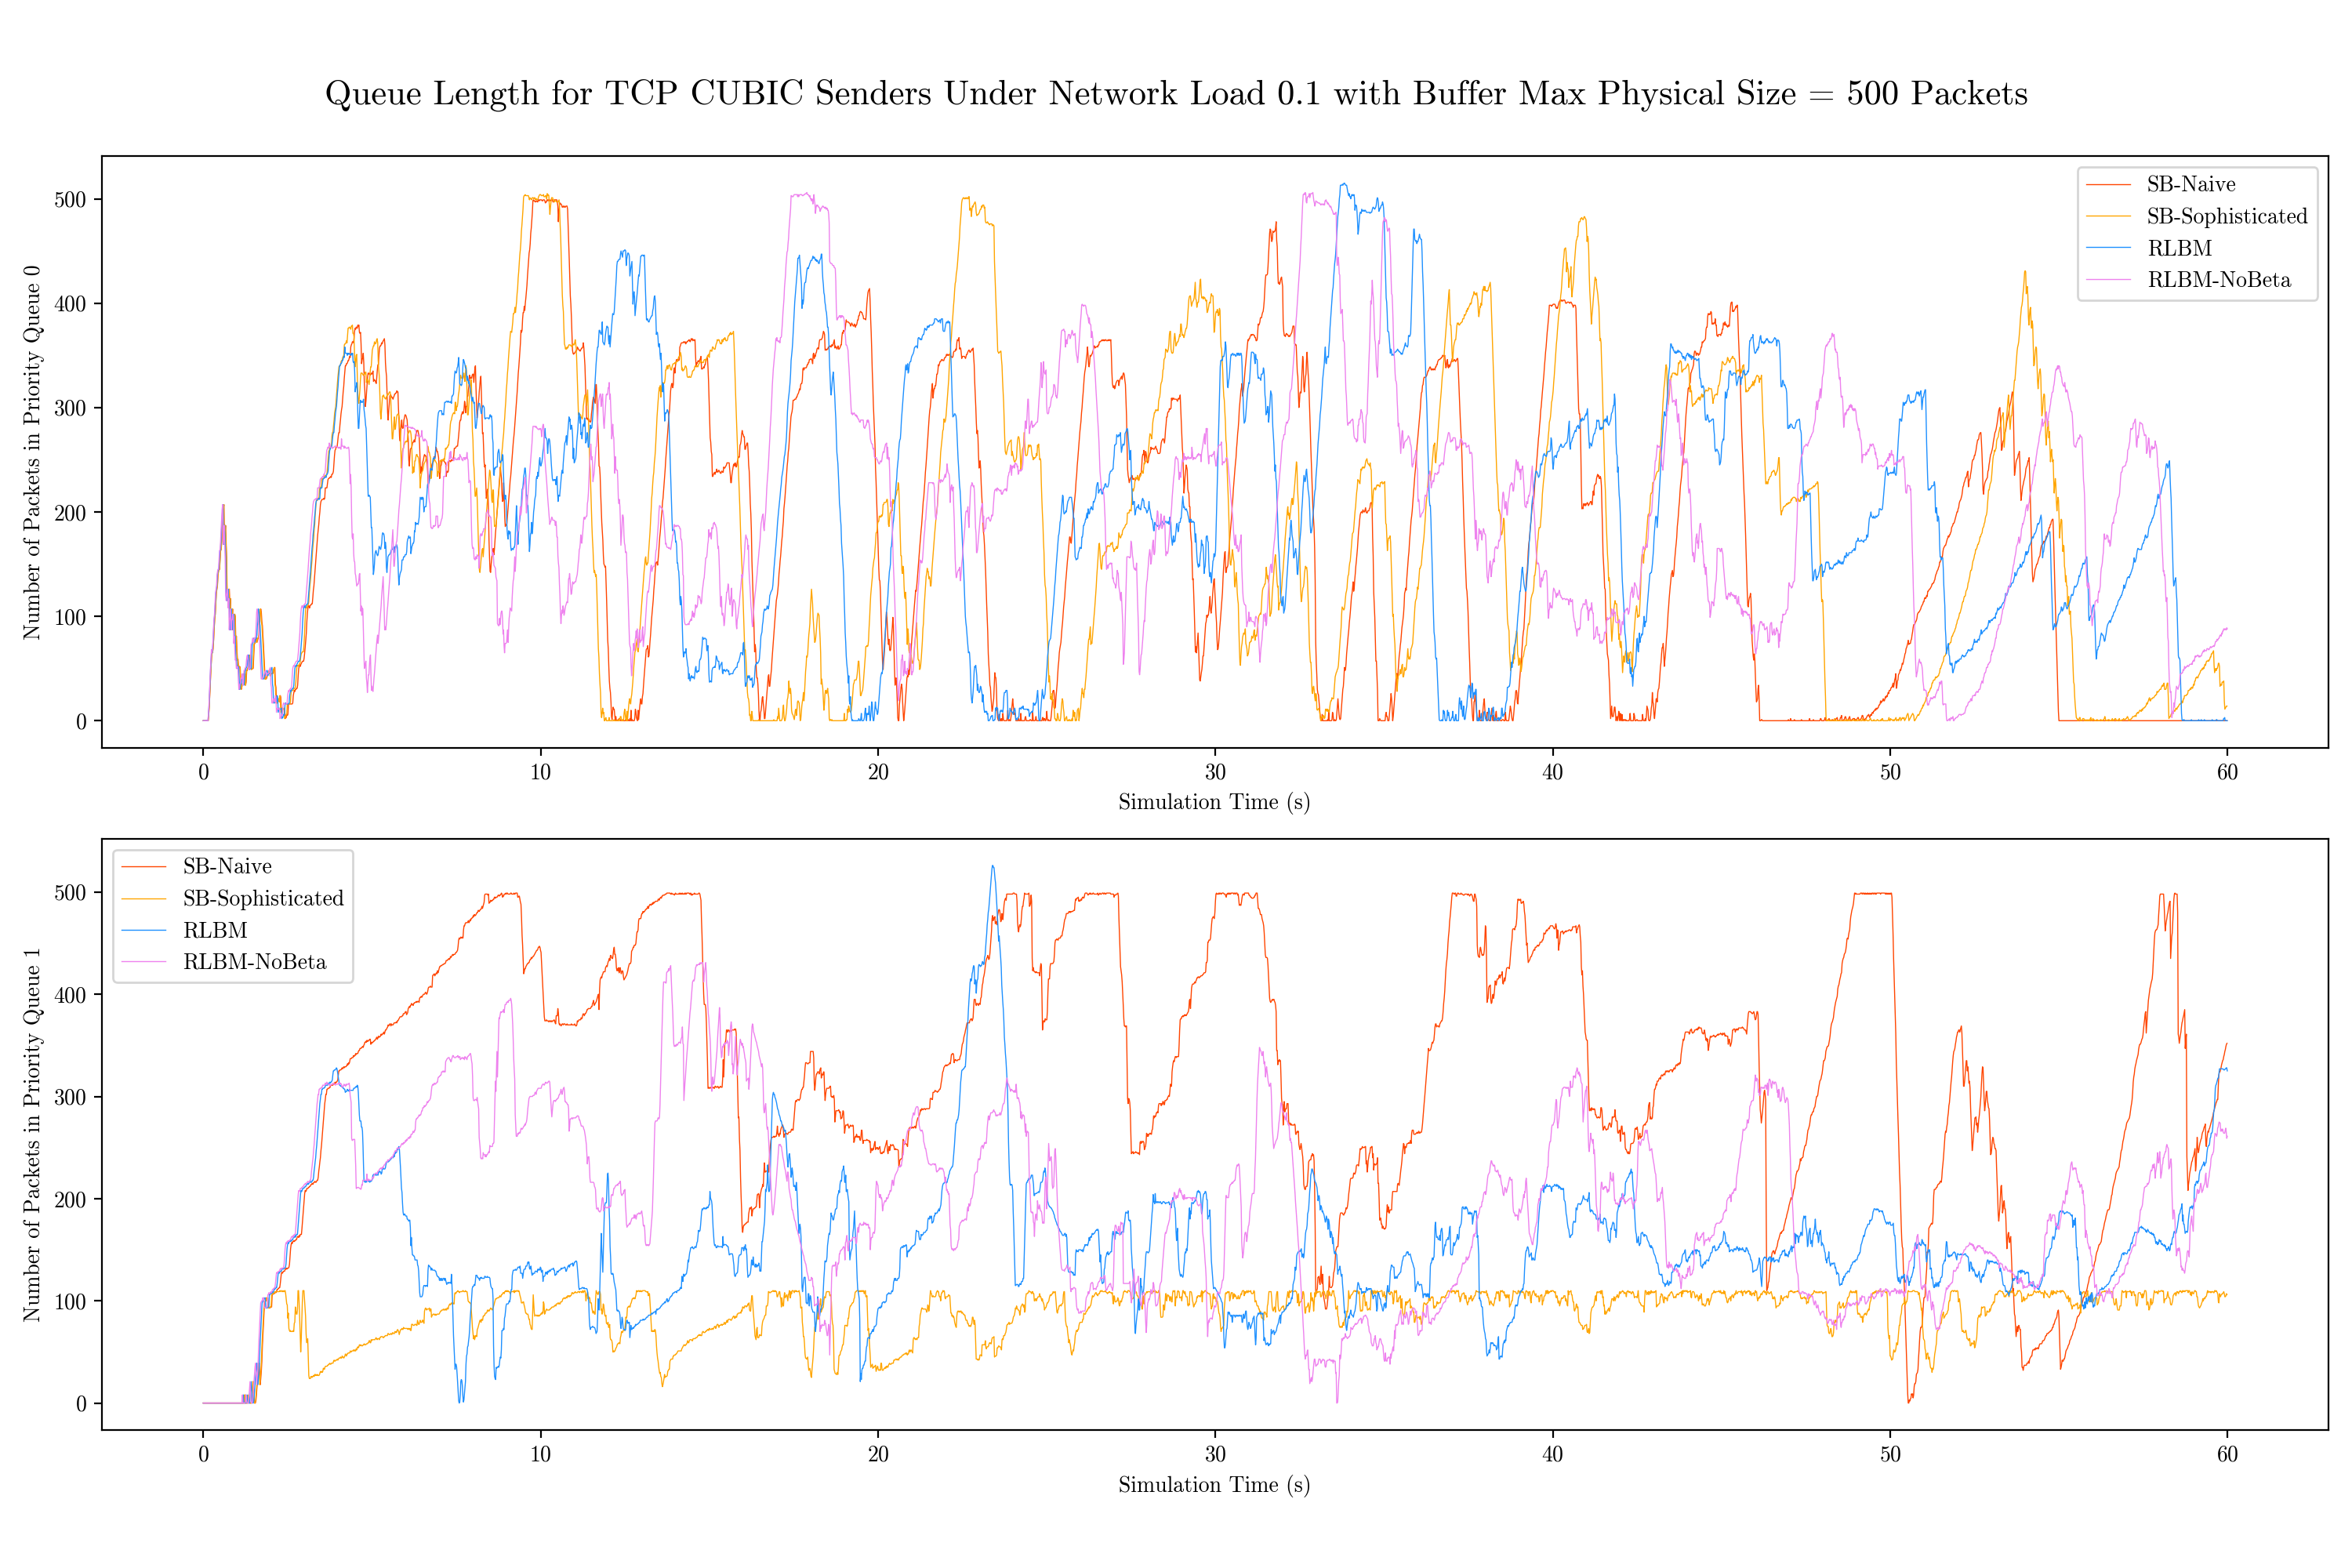 Queue Length for TCP CUBIC Senders Under Network Load 0.1 with Buffer Max Physical Size = 500 Packets
Number of Packets in Priority Queue 0
500
400
300
200
100
0
SB-Naive
SB-Sophisticated
RLBM
RLBM-NoBeta
0 10 20 30 40 50 60
Simulation Time (s)
Number of Packets in Priority Queue 1
500
400
300
200
100
0
SB-Naive
SB-Sophisticated
RLBM
RLBM-NoBeta
0 10 20 30 40 50 60
Simulation Time (s)